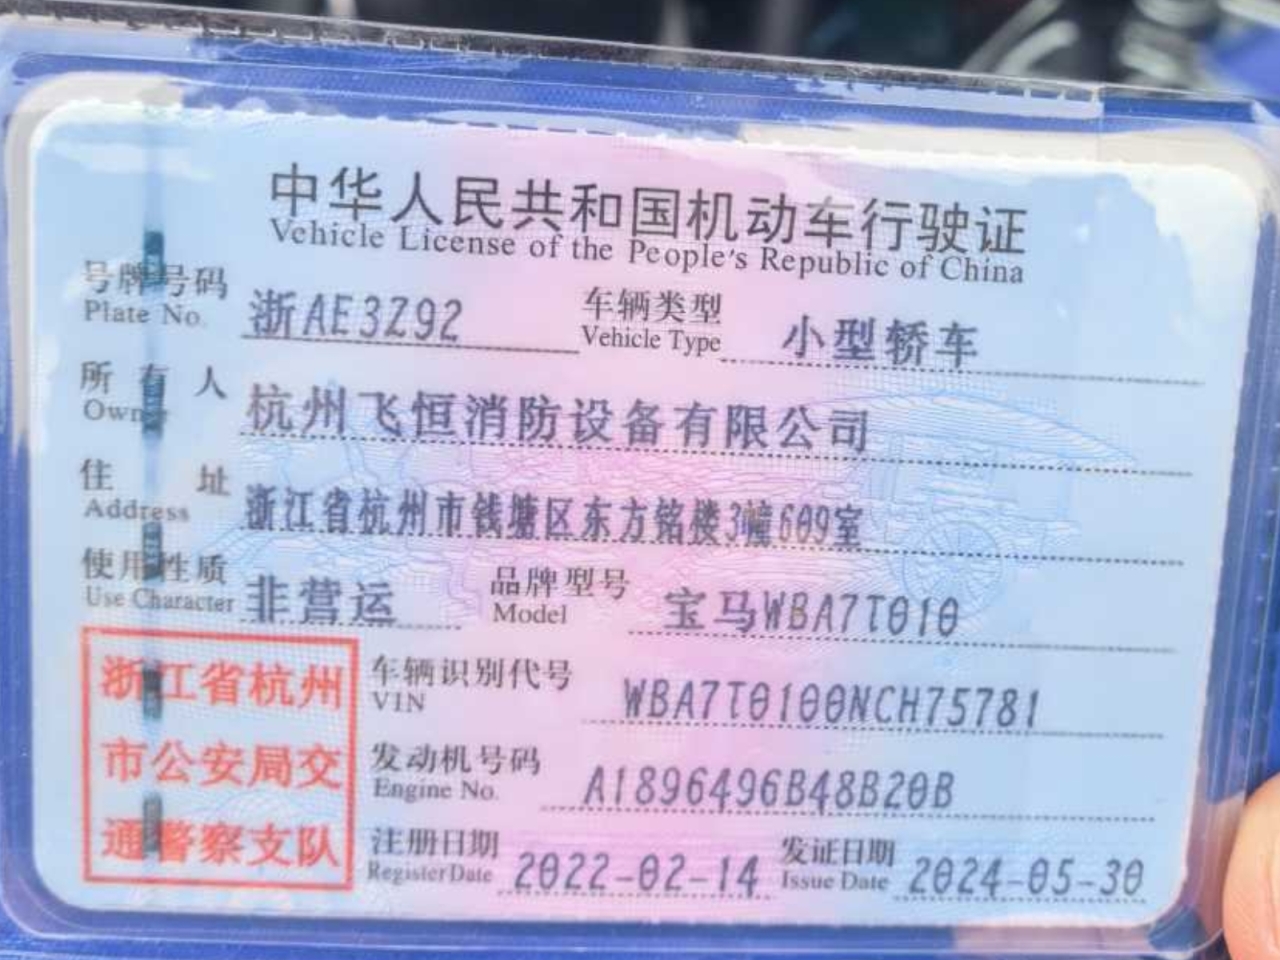 中华人民共和国机动车行驶证
Vehicle License of the People's Republic of China
号牌号码 浙AE3Z92 车辆类型 小型轿车
Plate No. Vehicle Type
所有人 杭州飞恒消防设备有限公司
Owner
住址 浙江省杭州市钱塘区东方铭楼3幢609室
Address
使用性质 非营运 品牌型号 宝马WBA7T010
Use Character Model
浙江省杭州
市公安局交
通警察支队
车辆识别代号 WBA7T0100NCH75781
VIN
发动机号码 A1896496B48B20B
Engine No.
注册日期 2022-02-14 发证日期 2024-05-30
Register Date Issue Date